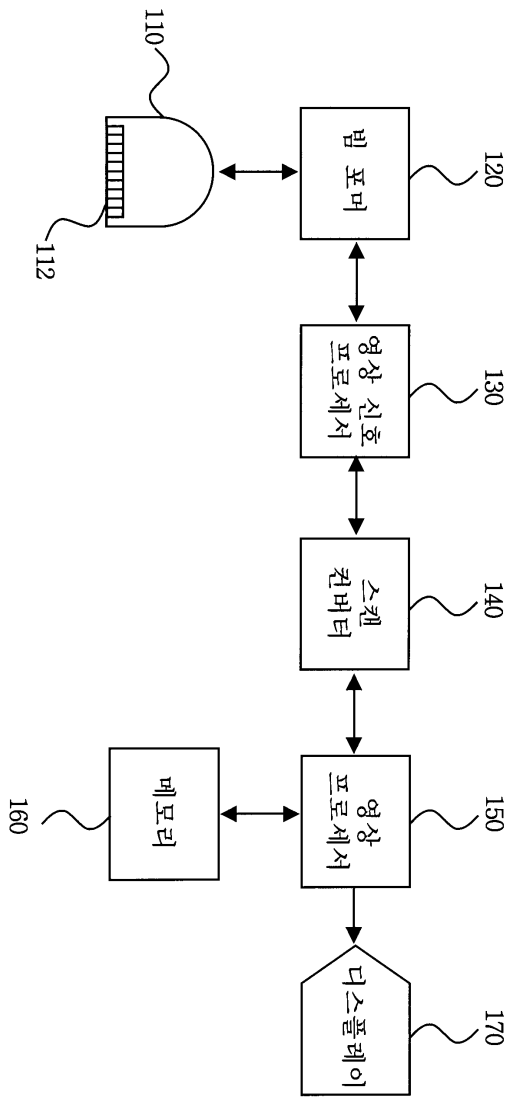 110
112
빔 포머
120
영상 신호
프로세서
130
스캔
컨버터
140
영상
프로세서
150
메모리
160
디스플레이
170